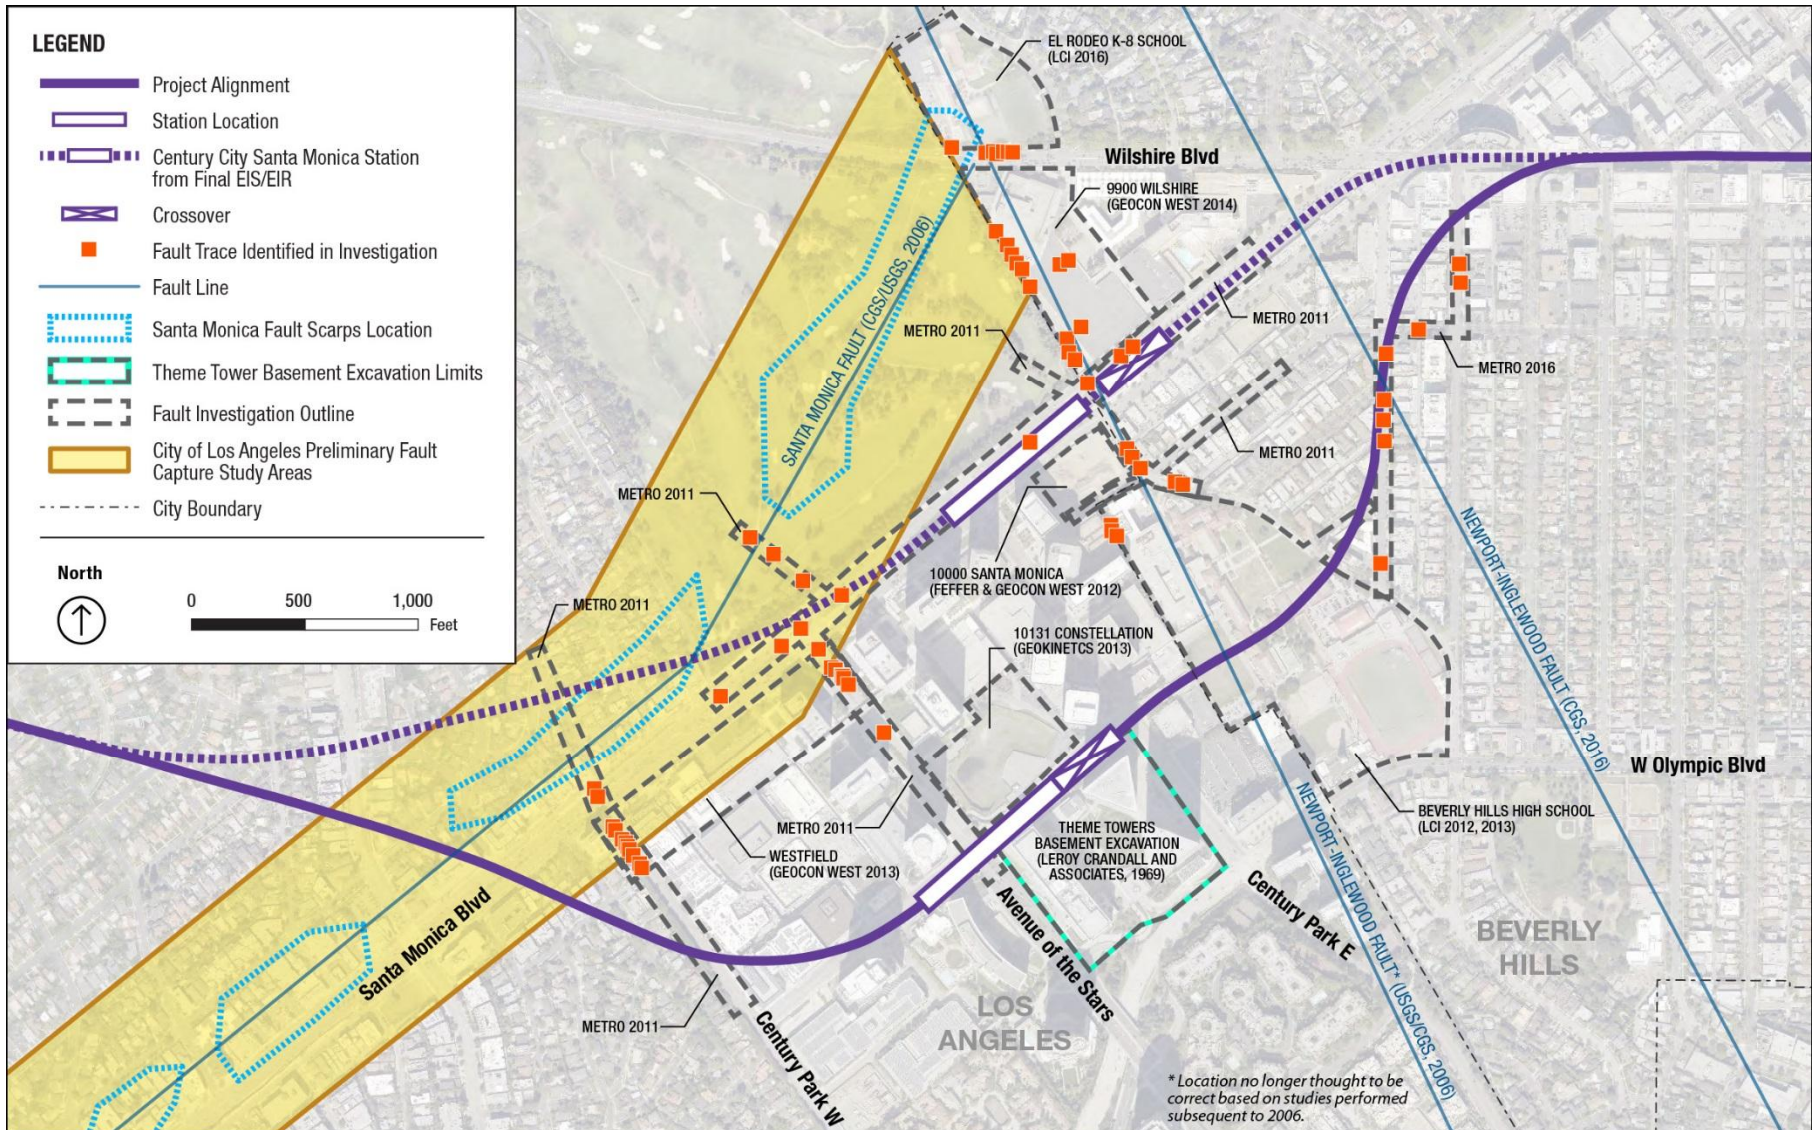 LEGEND
Project Alignment
Station Location
Century City Santa Monica Station
from Final EIS/EIR
Crossover
Fault Trace Identified in Investigation
Fault Line
Santa Monica Fault Scarps Location
Theme Tower Basement Excavation Limits
Fault Investigation Outline
City of Los Angeles Preliminary Fault
Capture Study Areas
City Boundary
North
0 500 1,000
Feet
EL RODEO K-8 SCHOOL
(LCI 2016)
Wilshire Blvd
9900 WILSHIRE
(GEOCON WEST 2014)
SANTA MONICA FAULT (CGS/USGS, 2006)
METRO 2011
METRO 2011
METRO 2016
METRO 2011
METRO 2011
10000 SANTA MONICA
(FEFFER & GEOCON WEST 2012)
METRO 2011
10131 CONSTELLATION
(GEOKINETCS 2013)
NEWPORT-INGLEWOOD FAULT (CGS, 2016)
W Olympic Blvd
BEVERLY HILLS HIGH SCHOOL
(LCI 2012, 2013)
METRO 2011
WESTFIELD
(GEOCON WEST 2013)
THEME TOWERS
BASEMENT EXCAVATION
(LEROY CRANDALL AND
ASSOCIATES, 1969)
Santa Monica Blvd
Avenue of the Stars
Century Park E
NEWPORT-INGLEWOOD FAULT* (USGS/CGS, 2006)
BEVERLY
HILLS
LOS
ANGELES
METRO 2011
Century Park W
* Location no longer thought to be
correct based on studies performed
subsequent to 2006.